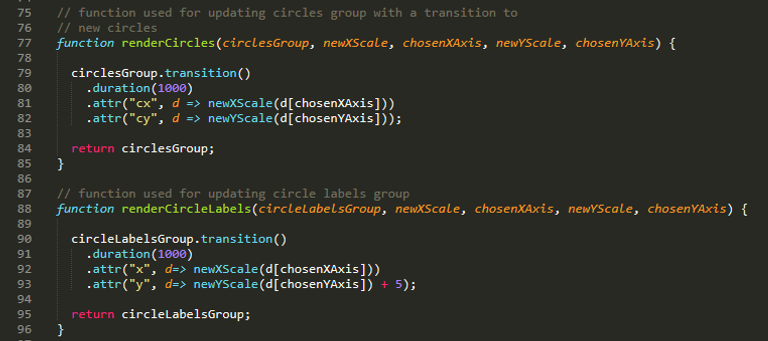 75 // function used for updating circles group with a transition to
76 // new circles
77 function renderCircles(circlesGroup, newXScale, chosenXAxis, newYScale, chosenYAxis) {
78
79 circlesGroup.transition()
80 .duration(1000)
81 .attr("cx", d => newXScale(d[chosenXAxis]))
82 .attr("cy", d => newYScale(d[chosenYAxis]));
83
84 return circlesGroup;
85 }
86
87 // function used for updating circle labels group
88 function renderCircleLabels(circleLabelsGroup, newXScale, chosenXAxis, newYScale, chosenYAxis) {
89
90 circleLabelsGroup.transition()
91 .duration(1000)
92 .attr("x", d=> newXScale(d[chosenXAxis]))
93 .attr("y", d=> newYScale(d[chosenYAxis]) + 5);
94
95 return circleLabelsGroup;
96 }